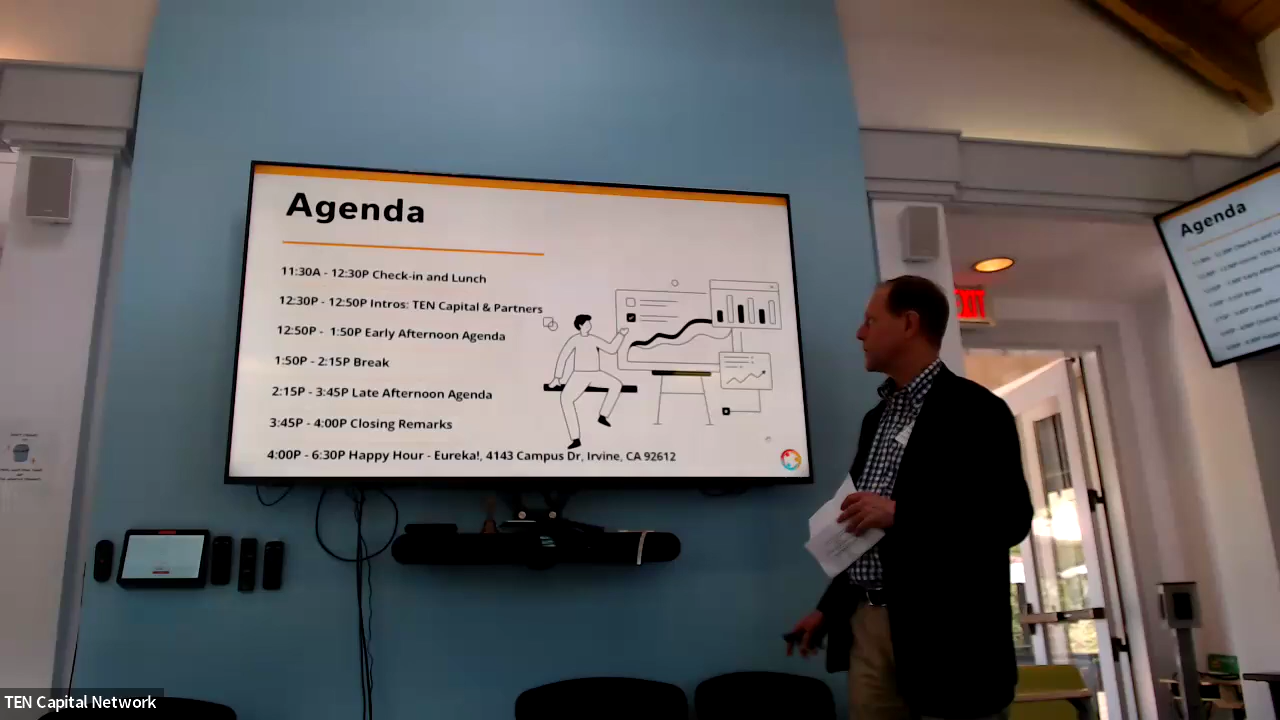 Agenda
11:30A - 12:30P Check-in and Lunch
12:30P - 12:50P Intros: TEN Capital & Partners
12:50P - 1:50P Early Afternoon Agenda
1:50P - 2:15P Break
2:15P - 3:45P Late Afternoon Agenda
3:45P - 4:00P Closing Remarks
4:00P - 6:30P Happy Hour - Eureka!, 4143 Campus Dr, Irvine, CA 92612
EXIT
Agenda
TEN Capital Network